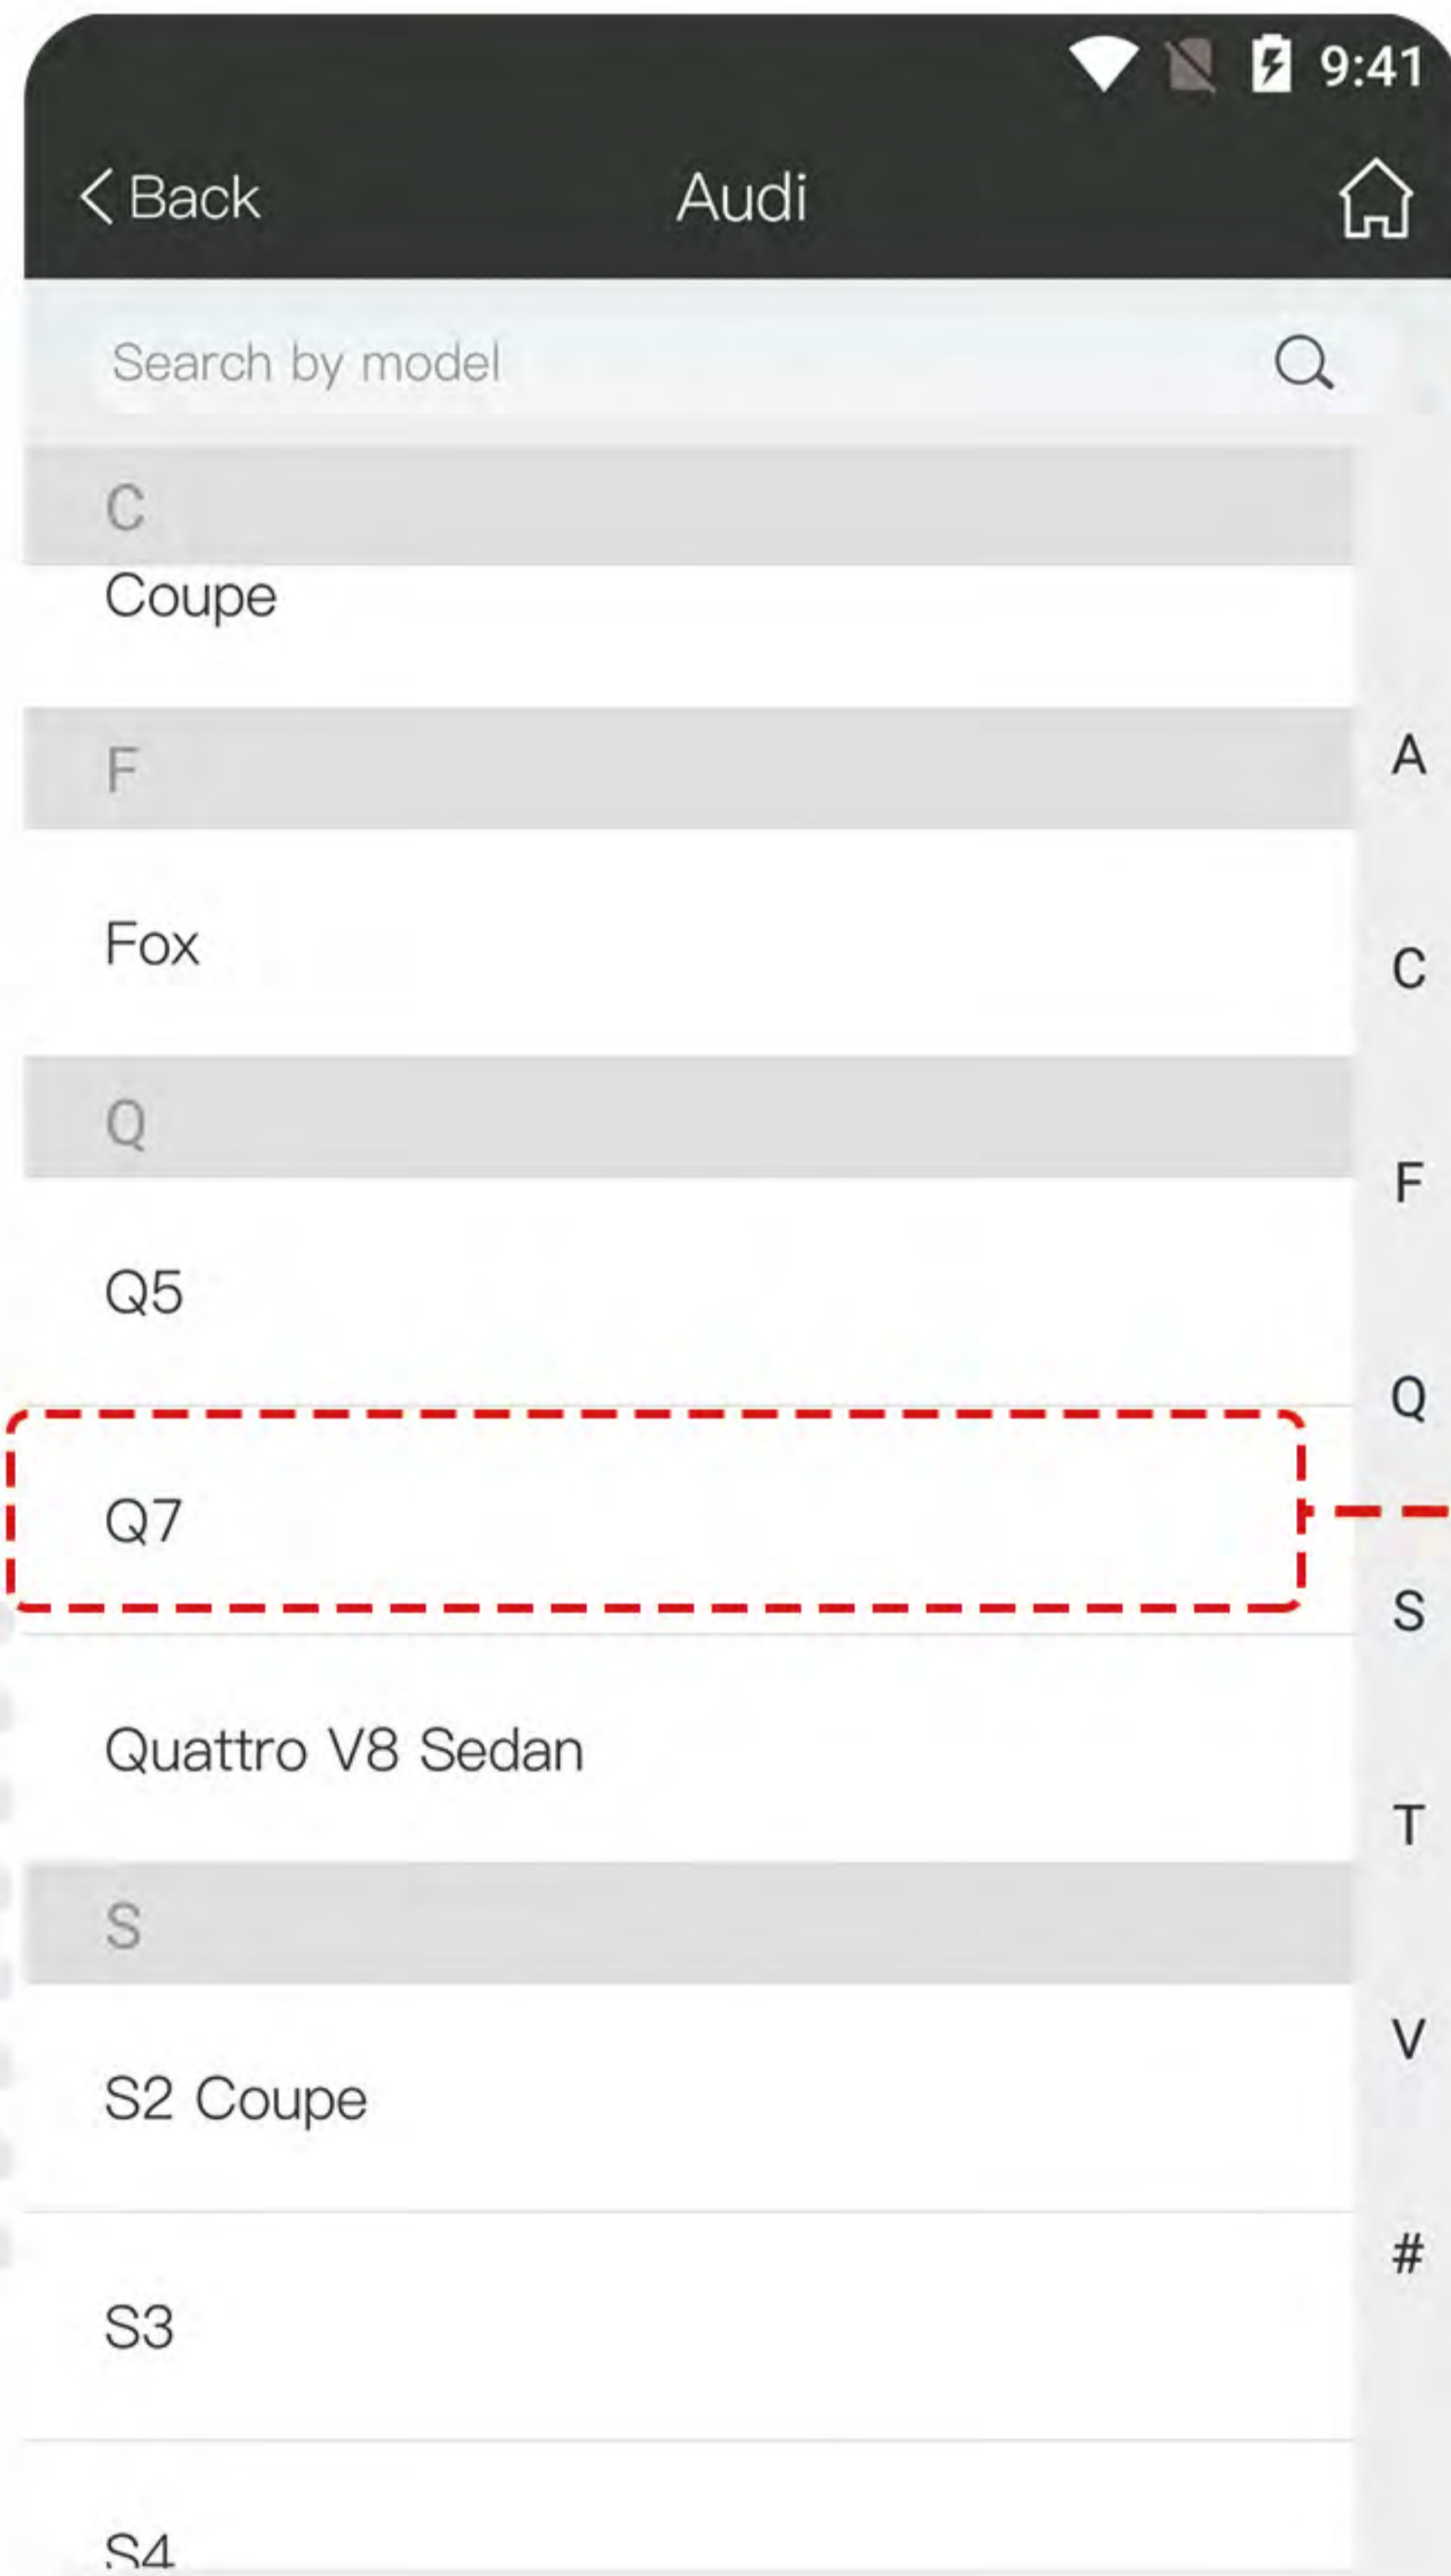 9:41
Back
Audi
Search by model
C
Coupe
F
Fox
Q
Q5
Q7
Quattro V8 Sedan
S
S2 Coupe
S3
S4
A
C
F
Q
S
T
V
#